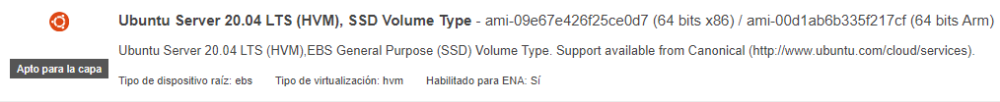 Ubuntu Server 20.04 LTS (HVM), SSD Volume Type - ami-09e67e426f25ce0d7 (64 bits x86) / ami-00d1ab6b335f217cf (64 bits Arm)
Ubuntu Server 20.04 LTS (HVM),EBS General Purpose (SSD) Volume Type. Support available from Canonical (http://www.ubuntu.com/cloud/services).
Apto para la capa
Tipo de dispositivo raíz: ebs Tipo de virtualización: hvm Habilitado para ENA: Sí